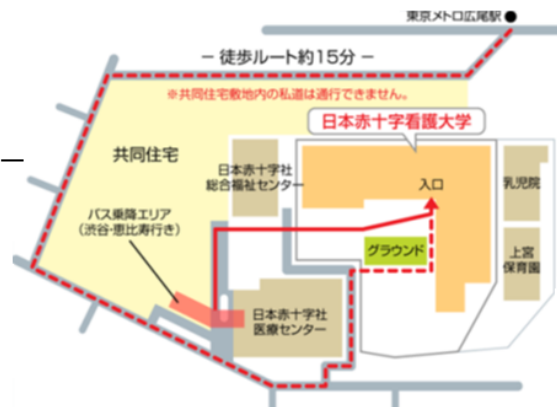 東京メトロ広尾駅
− 徒歩ルート約15分 −
※共同住宅敷地内の私道は通行できません。
日本赤十字看護大学
共同住宅
日本赤十字社
総合福祉センター
入口
乳児院
バス乗降エリア
(渋谷・恵比寿行き)
グラウンド
上宮
保育園
日本赤十字社
医療センター